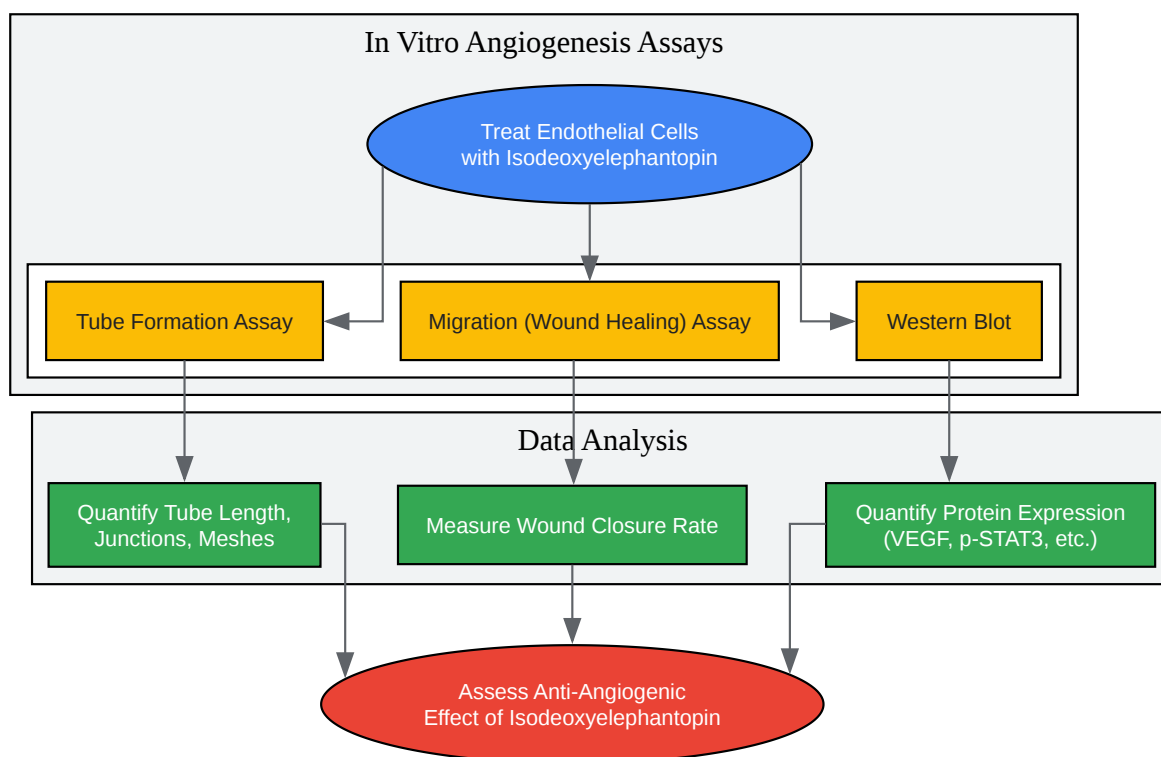 In Vitro Angiogenesis Assays
Treat Endothelial Cells
with Isodeoxyelephantopin
Tube Formation Assay
Migration (Wound Healing) Assay
Western Blot
Data Analysis
Quantify Tube Length,
Junctions, Meshes
Measure Wound Closure Rate
Quantify Protein Expression
(VEGF, p-STAT3, etc.)
Assess Anti-Angiogenic
Effect of Isodeoxyelephantopin